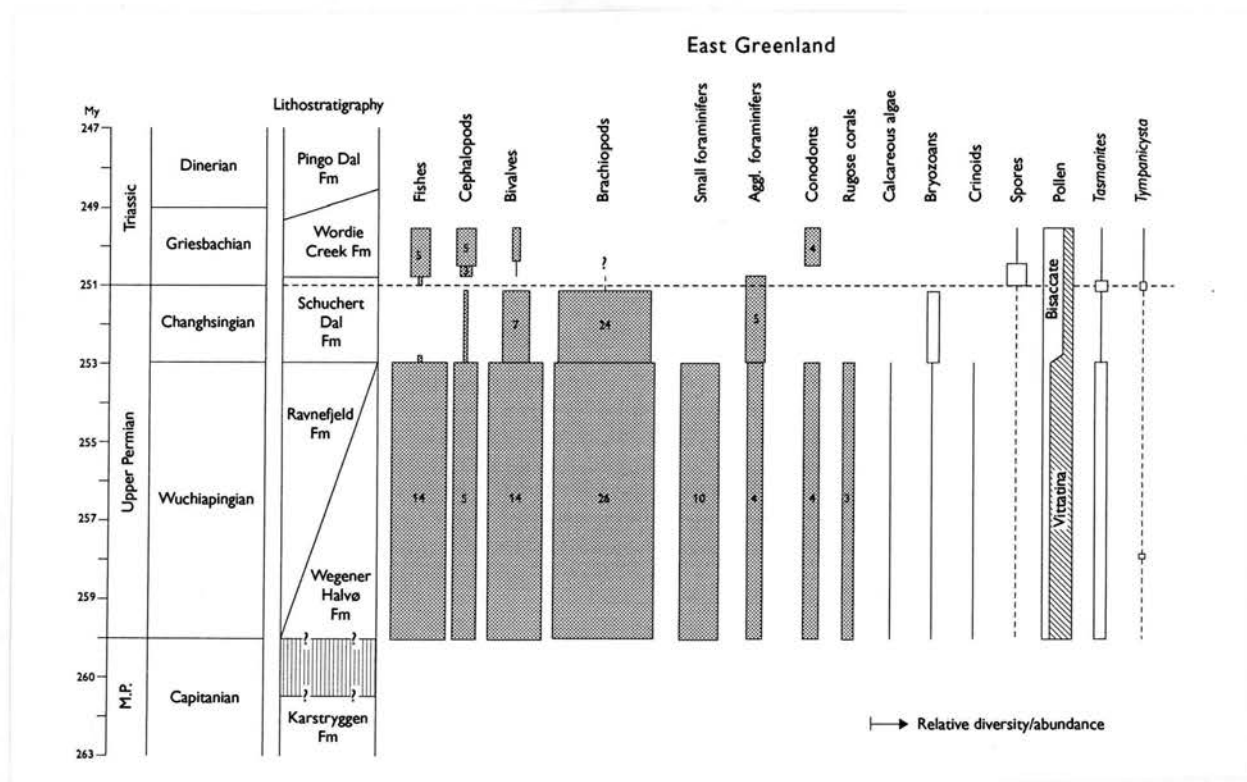 East Greenland
My
Lithostratigraphy
Fishes
Cephalopods
Bivalves
Brachiopods
Small foraminifers
Aggl. foraminifers
Conodonts
Rugose corals
Calcareous algae
Bryozoans
Crinoids
Spores
Pollen
Tasmanites
Tympanicysta
247
249
251
253
255
257
259
260
263
Triassic
Upper Permian
M.P.
Dinerian
Griesbachian
Changhsingian
Wuchiapingian
Capitanian
Pingo Dal
Fm
Wordie
Creek Fm
Schuchert
Dal
Fm
Ravnefjeld
Fm
Wegener
Halvø
Fm
? ?
? ?
Karstryggen
Fm
5
5
3
4
?
7
24
5
14
5
14
26
10
4
4
3
Bisaccate
Vittatina
Relative diversity/abundance